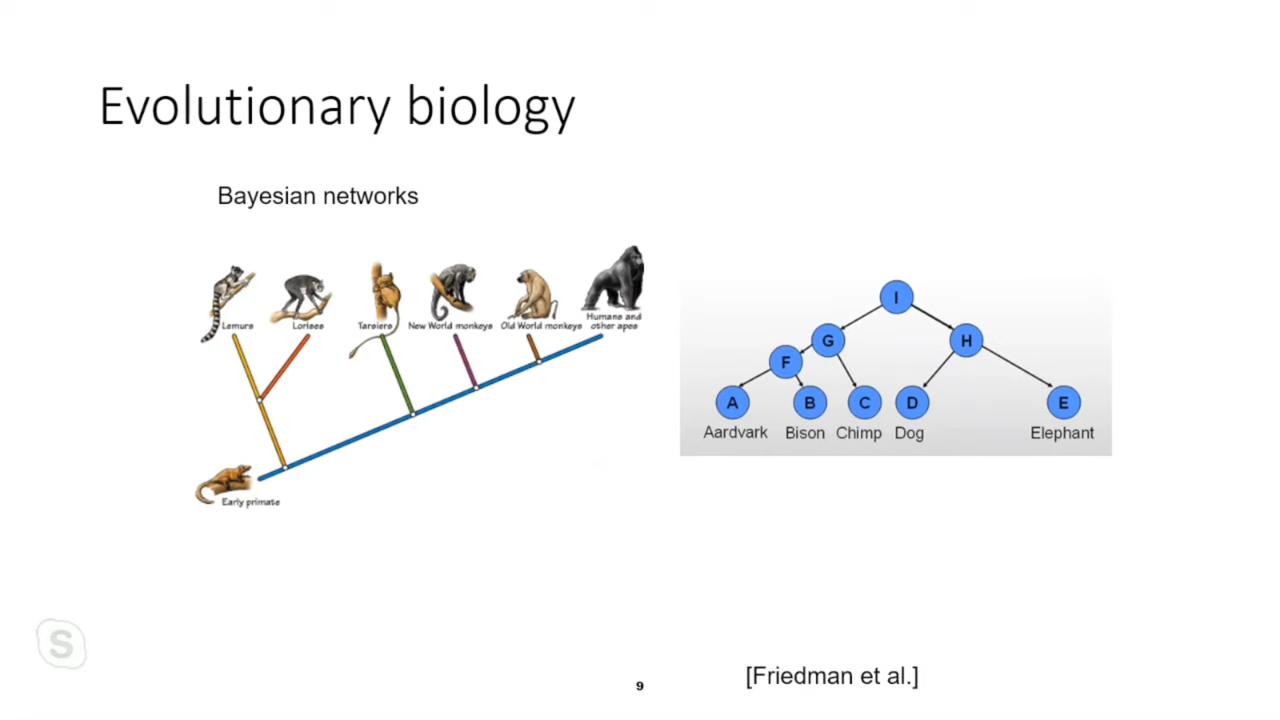 Evolutionary biology
Bayesian networks
Lemurs
Lorises
Tarsiers
New World monkeys
Old World monkeys
Humans and
other apes
Early primate
I
G
H
F
A
B
C
D
E
Aardvark
Bison
Chimp
Dog
Elephant
S
[Friedman et al.]
9